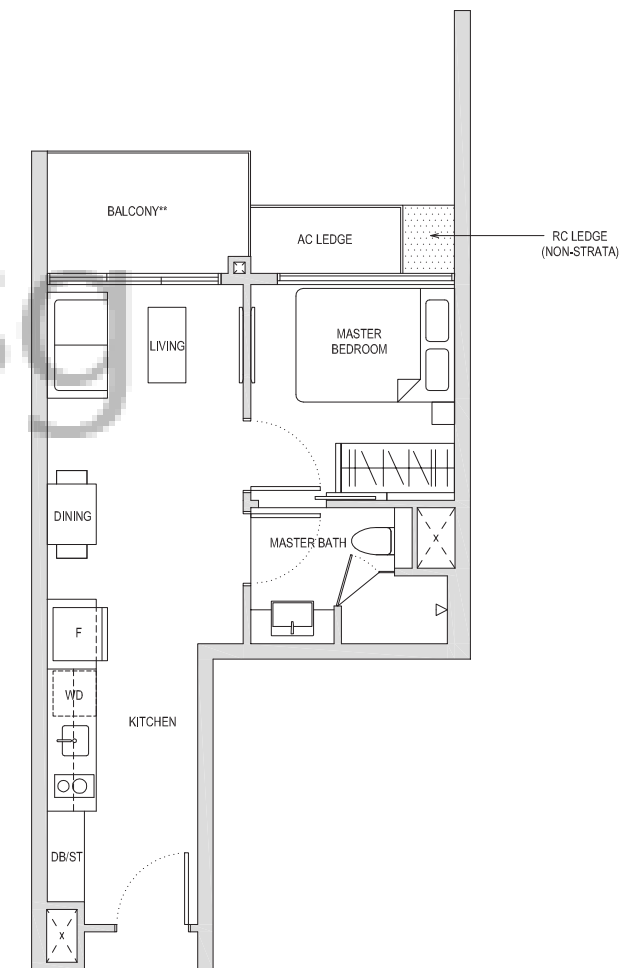 BALCONY**
AC LEDGE
RC LEDGE
(NON-STRATA)
LIVING
MASTER
BEDROOM
DINING
MASTER BATH
X
F
WD
KITCHEN
DB/ST
X